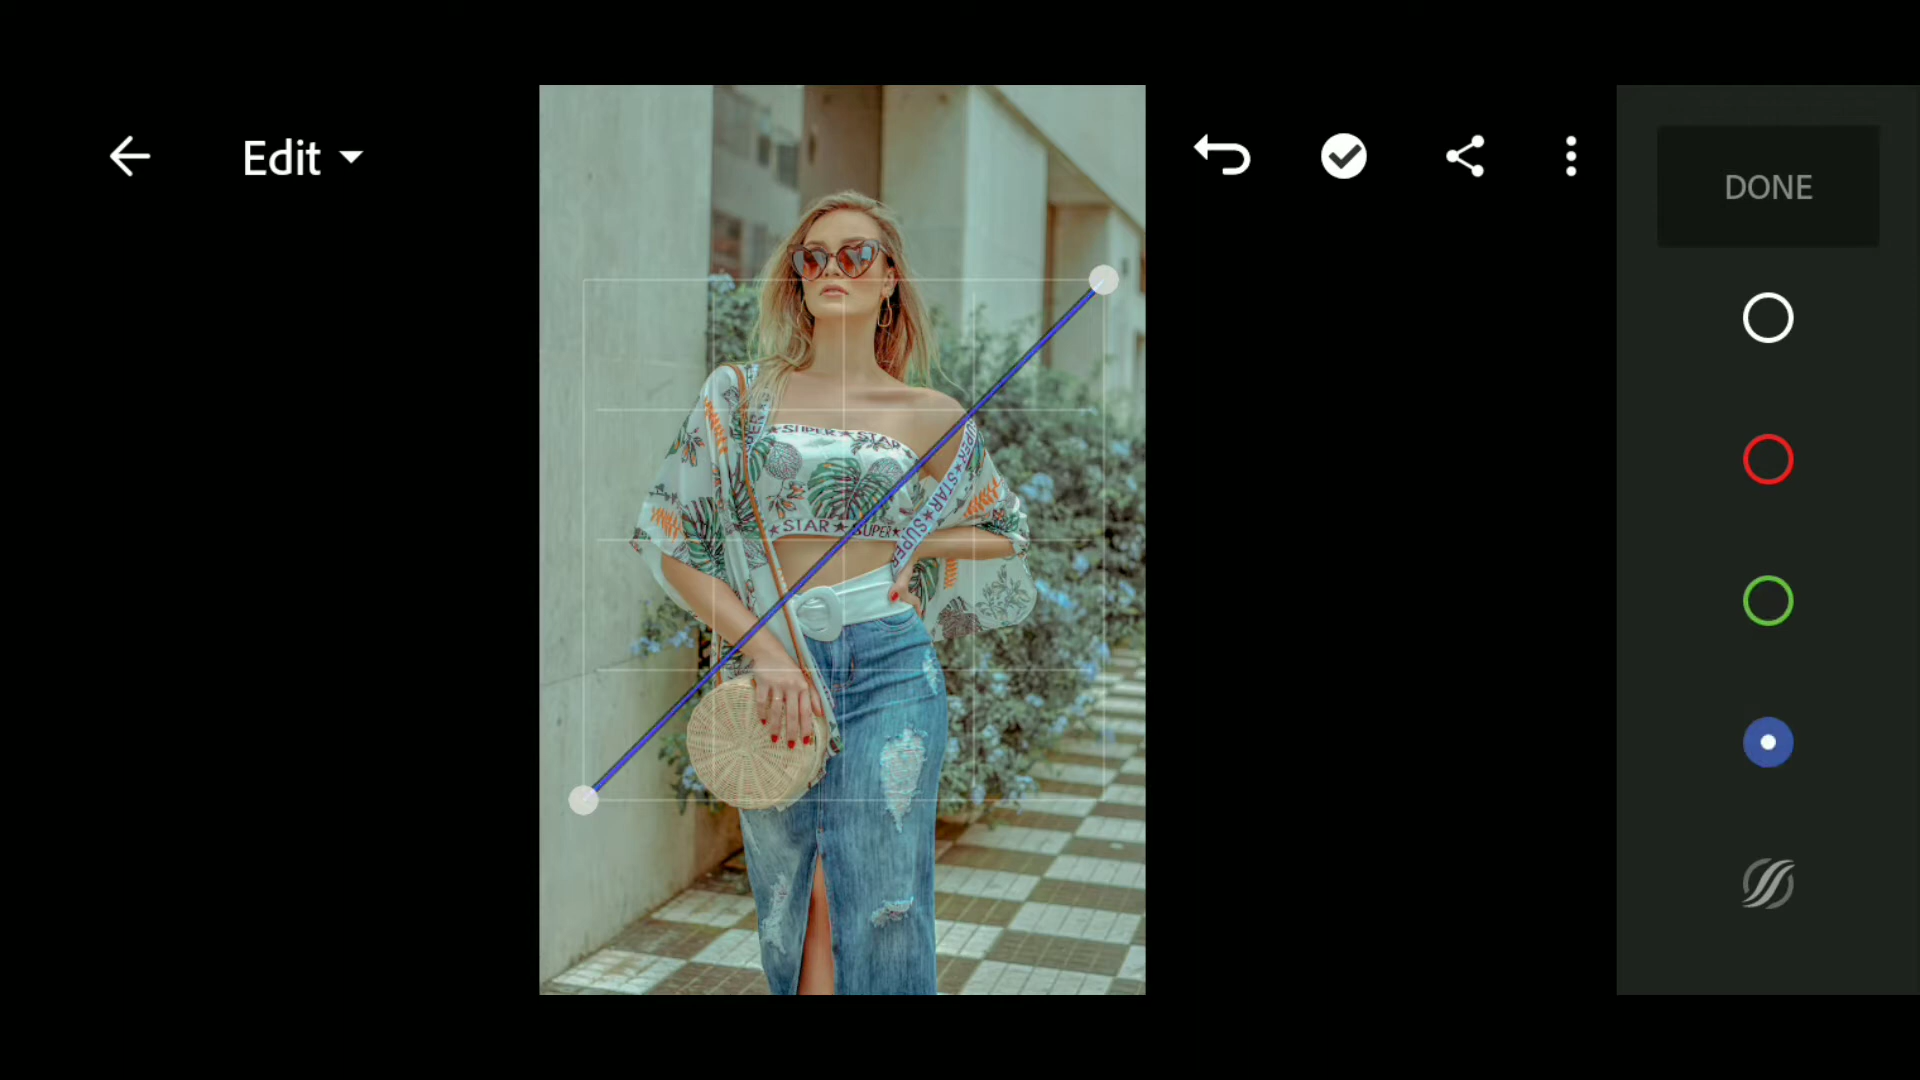 Edit
DONE
SUPER ★ STAR
★STAR★SUPER★
SUPER★STAR★SUPER